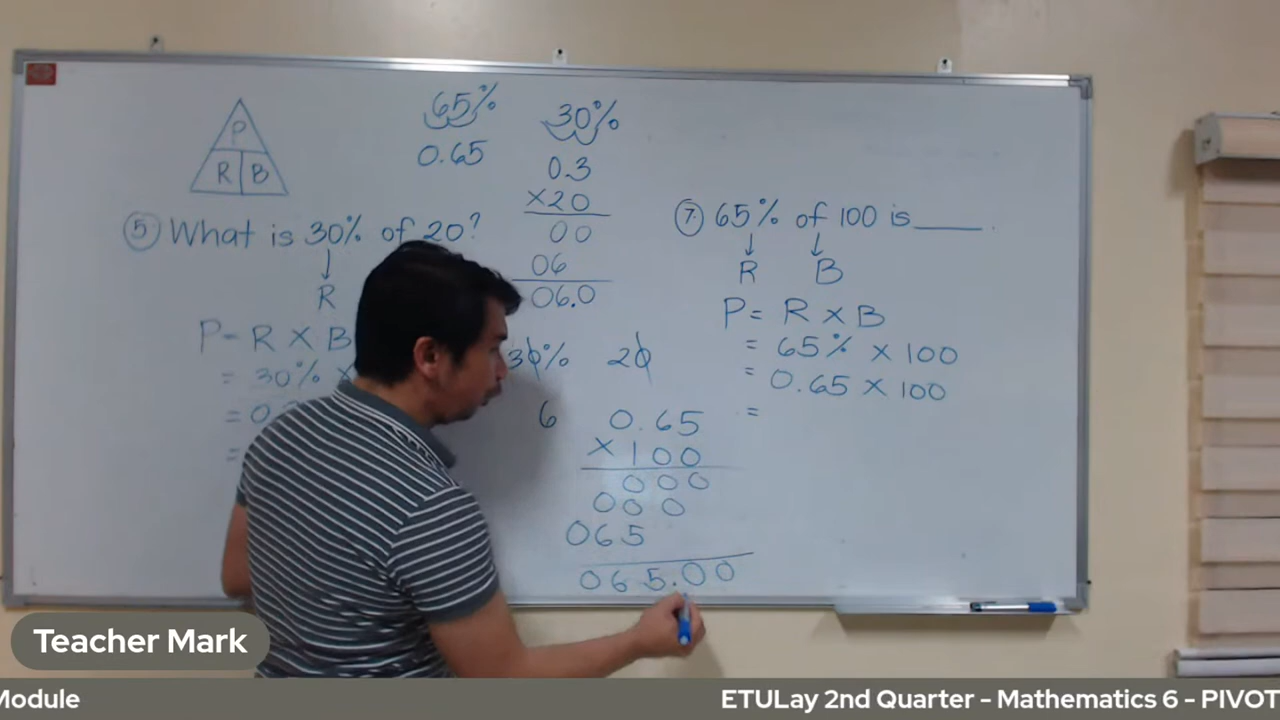 P
R B
65%
0.65
30%
0.3
×20
00
06
06.0
5 What is 30% of 20?
R
P = R × B
= 30% ×
= 0.
=
30% 20
6
0.65
×100
000
000
065
065.00
7. 65% of 100 is____.
R B
P = R × B
= 65% × 100
= 0.65 × 100
=
Teacher Mark
Module
ETULay 2nd Quarter - Mathematics 6 - PIVOT